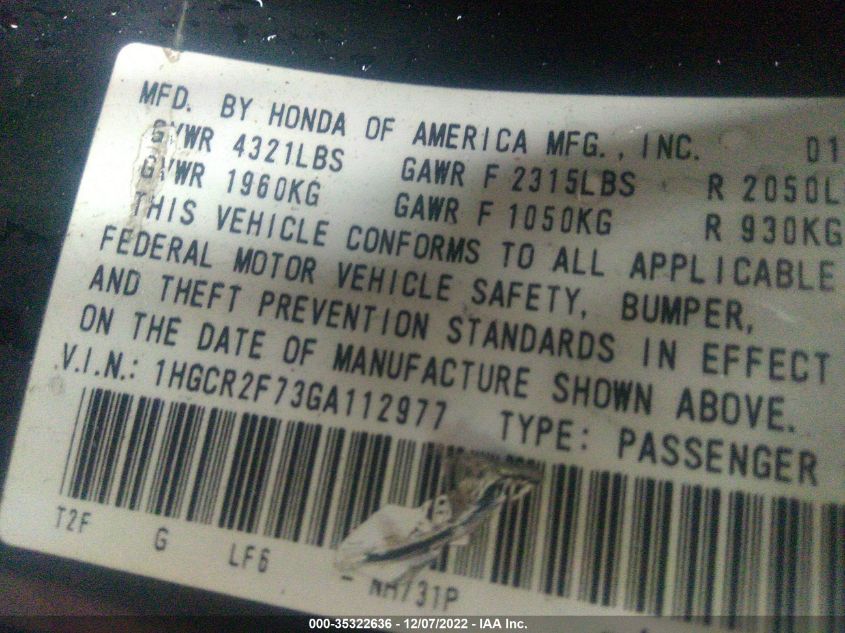 MFD. BY HONDA OF AMERICA MFG., INC. 01
GVWR 4321LBS GAWR F 2315LBS R 2050L
GVWR 1960KG GAWR F 1050KG R 930KG
THIS VEHICLE CONFORMS TO ALL APPLICABLE
FEDERAL MOTOR VEHICLE SAFETY, BUMPER,
AND THEFT PREVENTION STANDARDS IN EFFECT
ON THE DATE OF MANUFACTURE SHOWN ABOVE.
V.I.N.: 1HGCR2F73GA112977 TYPE: PASSENGER
T2F G LF6 - NH731P
000-35322636 - 12/07/2022 - IAA Inc.